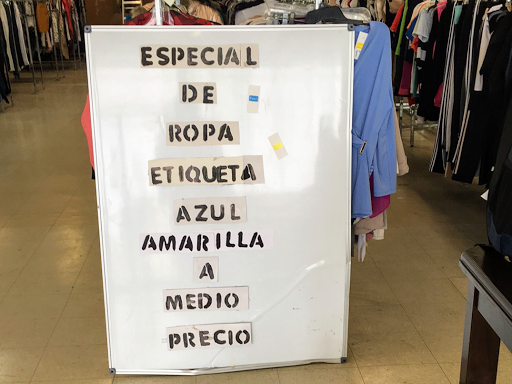 ESPECIAL
DE
ROPA
ETIQUETA
AZUL
AMARILLA
A
MEDIO
PRECIO